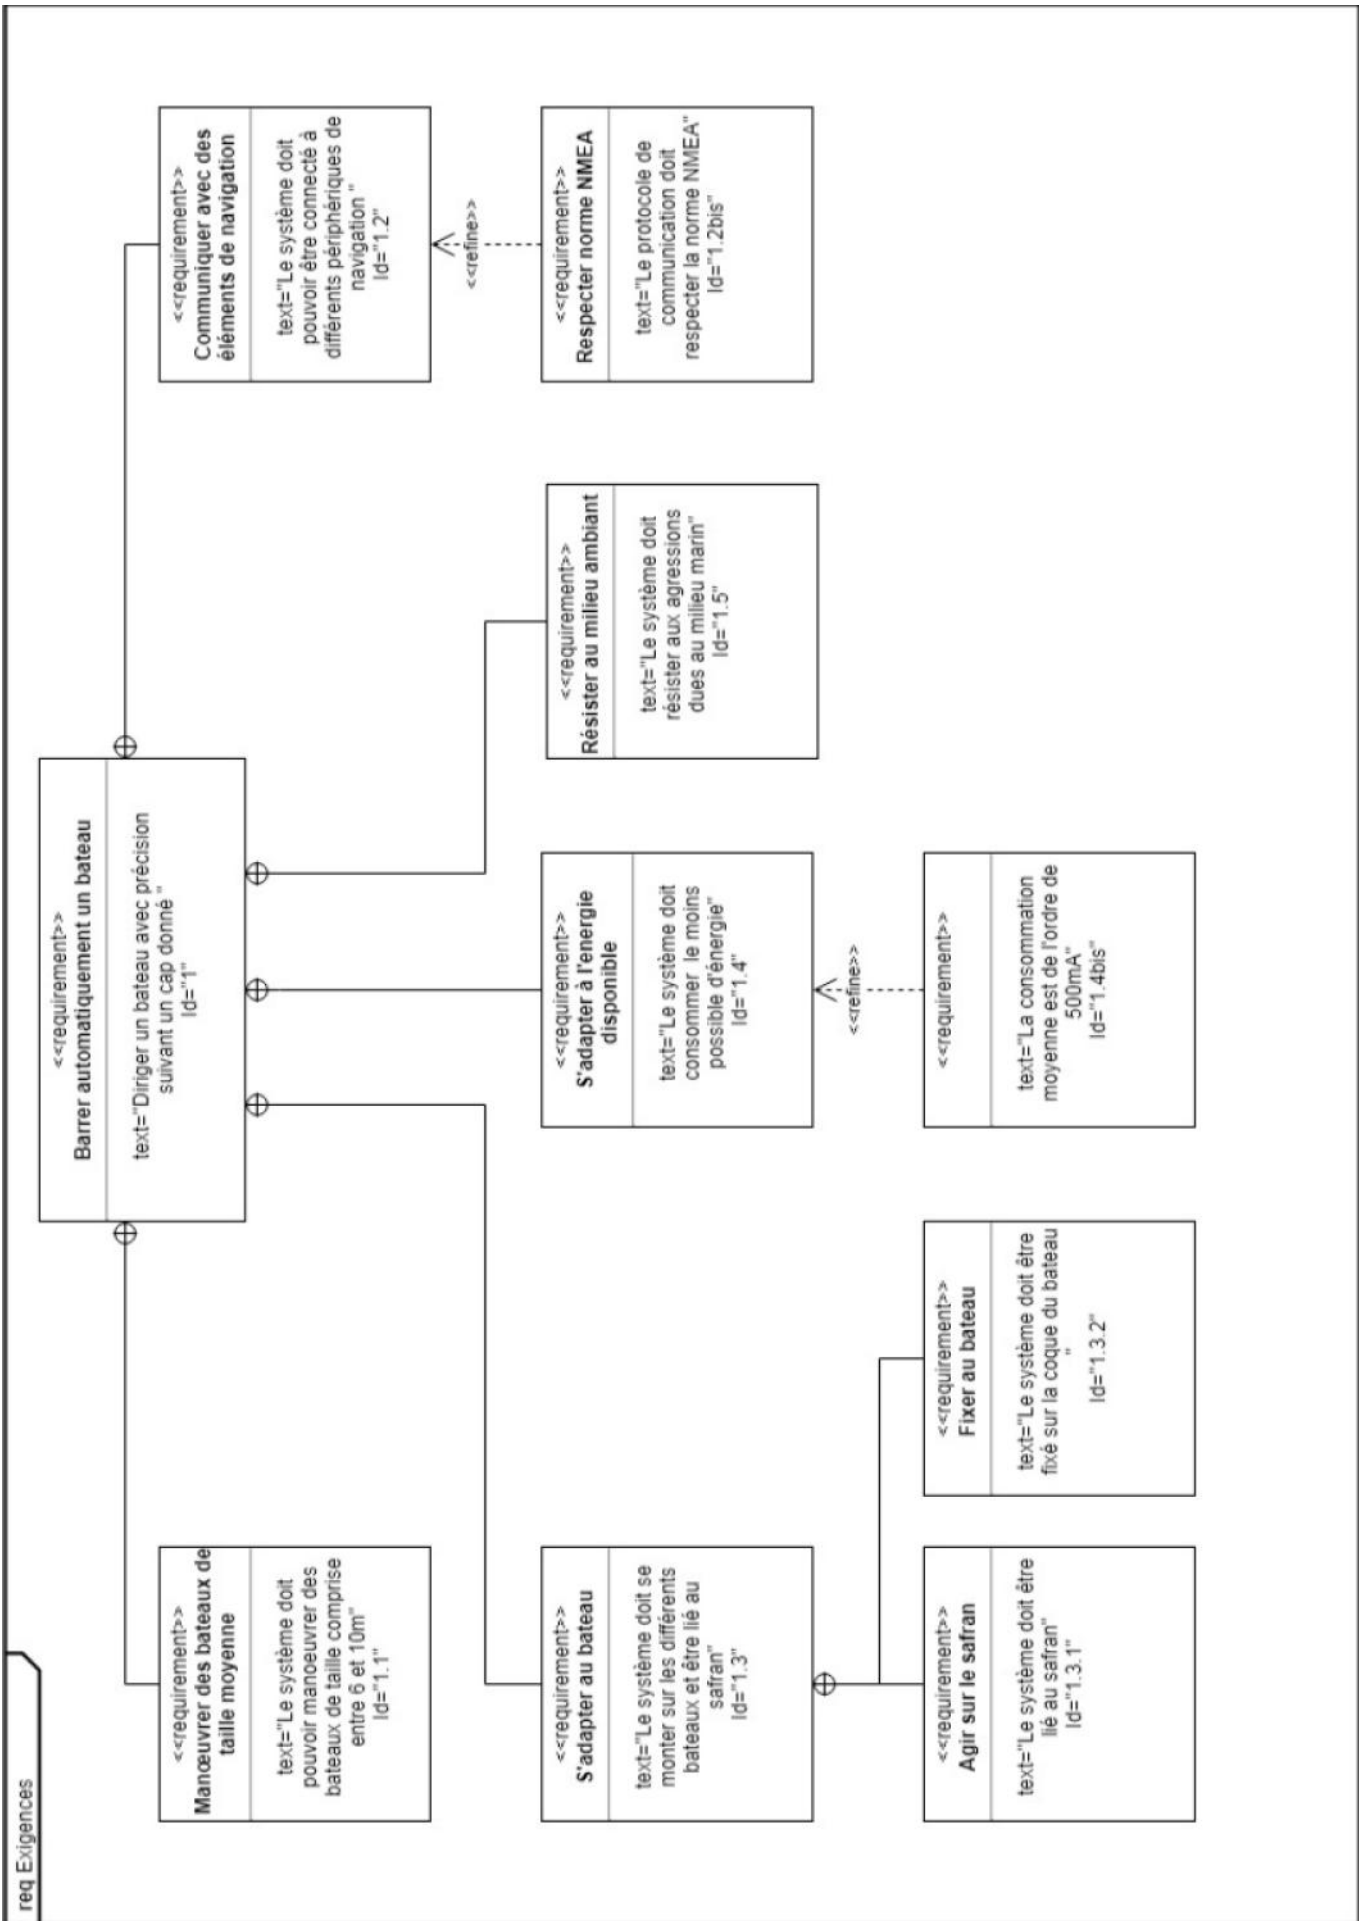 req Exigences
<<requirement>>
Barrer automatiquement un bateau
text="Diriger un bateau avec précision
suivant un cap donné "
Id="1"
<<requirement>>
Manœuvrer des bateaux de
taille moyenne
text="Le système doit
pouvoir manoeuvrer des
bateaux de taille comprise
entre 6 et 10m"
Id="1.1"
<<requirement>>
Communiquer avec des
éléments de navigation
text="Le système doit
pouvoir être connecté à
différents périphériques de
navigation "
Id="1.2"
<<refine>>
<<requirement>>
S'adapter au bateau
text="Le système doit se
monter sur les différents
bateaux et être lié au
safran"
Id="1.3"
<<requirement>>
S'adapter à l'energie
disponible
text="Le système doit
consommer le moins
possible d'énergie"
Id="1.4"
<<refine>>
<<requirement>>
Résister au milieu ambiant
text="Le système doit
résister aux agressions
dues au milieu marin"
Id="1.5"
<<requirement>>
Respecter norme NMEA
text="Le protocole de
communication doit
respecter la norme NMEA"
Id="1.2bis"
<<requirement>>
Agir sur le safran
text="Le système doit être
lié au safran"
Id="1.3.1"
<<requirement>>
Fixer au bateau
text="Le système doit être
fixé sur la coque du bateau
"
Id="1.3.2"
<<requirement>>
text="La consommation
moyenne est de l'ordre de
500mA"
Id="1.4bis"